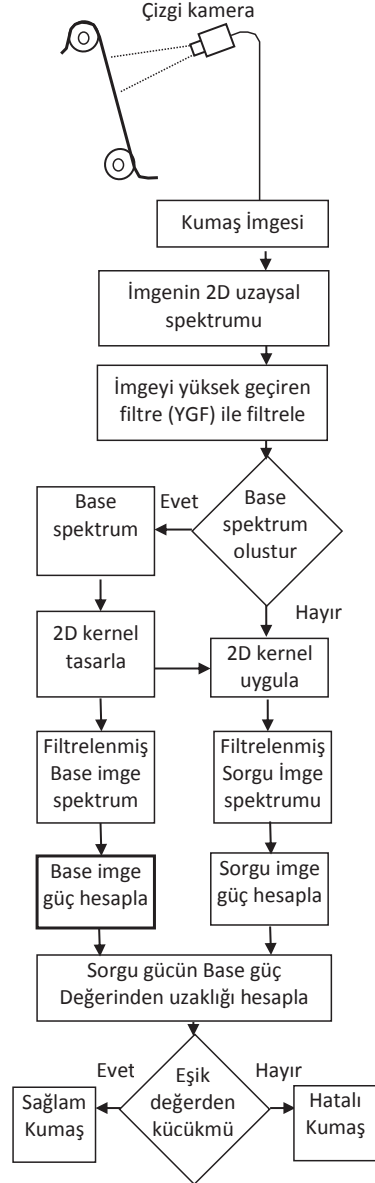 Çizgi kamera
Kumaş İmgesi
İmgenin 2D uzaysal
spektrumu
İmgeyi yüksek geçiren
filtre (YGF) ile filtrele
Base
spektrum
olustur
Evet
Hayır
Base
spektrum
2D kernel
tasarla
2D kernel
uygula
Filtrelenmiş
Base imge
spektrum
Filtrelenmiş
Sorgu İmge
spektrumu
Base imge
güç hesapla
Sorgu imge
güç hesapla
Sorgu gücün Base güç
Değerinden uzaklığı hesapla
Eşik
değerden
kücükmü
Evet
Hayır
Sağlam
Kumaş
Hatalı
Kumaş